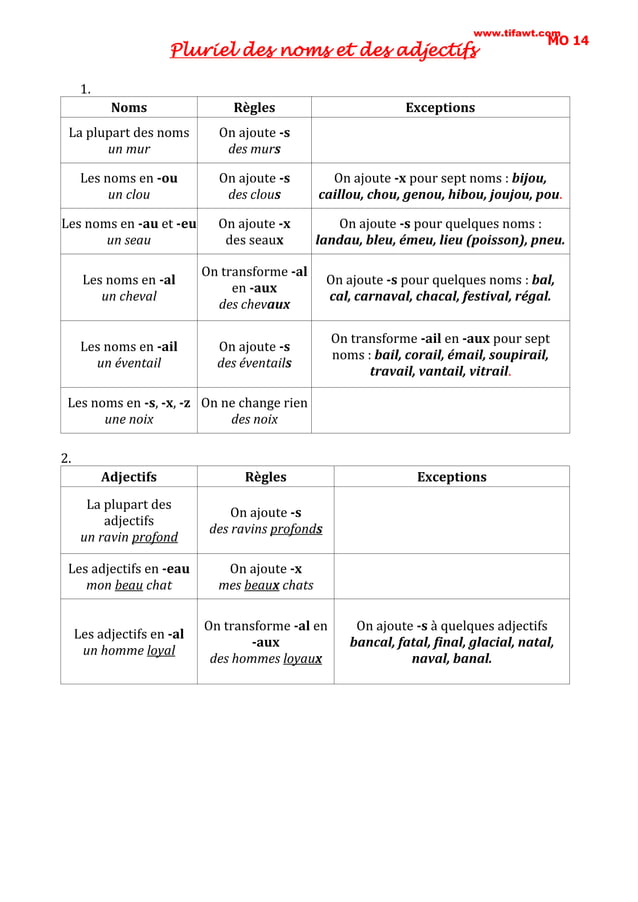 www.tifawt.com
MO 14
Pluriel des noms et des adjectifs
1.
Noms Règles Exceptions
La plupart des noms
un mur
On ajoute -s
des murs
Les noms en -ou
un clou
On ajoute -s
des clous
On ajoute -x pour sept noms : bijou,
caillou, chou, genou, hibou, joujou, pou.
Les noms en -au et -eu
un seau
On ajoute -x
des seaux
On ajoute -s pour quelques noms :
landau, bleu, émeu, lieu (poisson), pneu.
Les noms en -al
un cheval
On transforme -al
en -aux
des chevaux
On ajoute -s pour quelques noms : bal,
cal, carnaval, chacal, festival, régal.
Les noms en -ail
un éventail
On ajoute -s
des éventails
On transforme -ail en -aux pour sept
noms : bail, corail, émail, soupirail,
travail, vantail, vitrail.
Les noms en -s, -x, -z
une noix
On ne change rien
des noix
2.
Adjectifs Règles Exceptions
La plupart des
adjectifs
un ravin profond
On ajoute -s
des ravins profonds
Les adjectifs en -eau
mon beau chat
On ajoute -x
mes beaux chats
Les adjectifs en -al
un homme loyal
On transforme -al en
-aux
des hommes loyaux
On ajoute -s à quelques adjectifs
bancal, fatal, final, glacial, natal,
naval, banal.